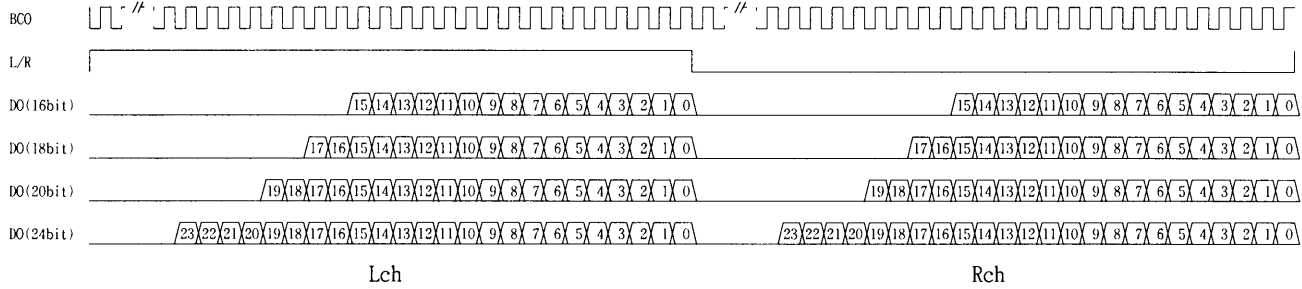 BCO
L/R
DO(16bit) 15 14 13 12 11 10 9 8 7 6 5 4 3 2 1 0 15 14 13 12 11 10 9 8 7 6 5 4 3 2 1 0
DO(18bit) 17 16 15 14 13 12 11 10 9 8 7 6 5 4 3 2 1 0 17 16 15 14 13 12 11 10 9 8 7 6 5 4 3 2 1 0
DO(20bit) 19 18 17 16 15 14 13 12 11 10 9 8 7 6 5 4 3 2 1 0 19 18 17 16 15 14 13 12 11 10 9 8 7 6 5 4 3 2 1 0
DO(24bit) 23 22 21 20 19 18 17 16 15 14 13 12 11 10 9 8 7 6 5 4 3 2 1 0 23 22 21 20 19 18 17 16 15 14 13 12 11 10 9 8 7 6 5 4 3 2 1 0
Lch Rch